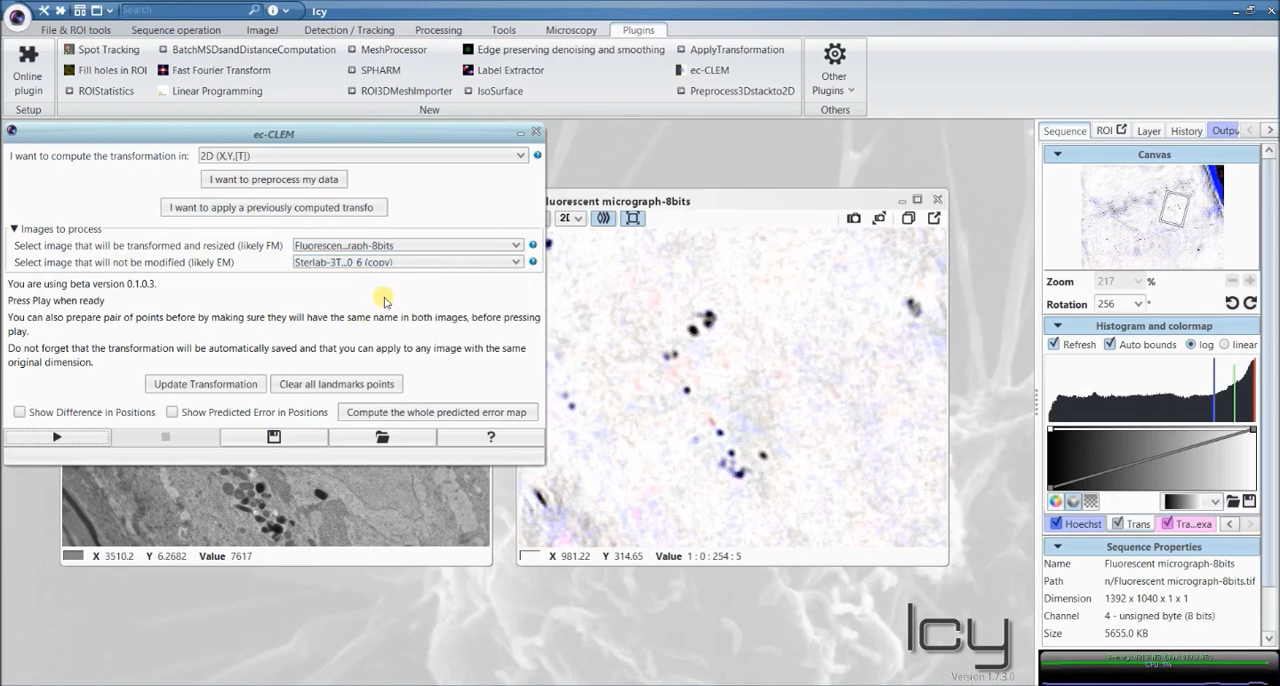 Search
Icy
File & ROI tools Sequence operation ImageJ Detection / Tracking Processing Tools Microscopy Plugins
Online plugin
Setup
Spot Tracking BatchMSDsandDistanceComputation MeshProcessor Edge preserving denoising and smoothing ApplyTransformation
Fill holes in ROI Fast Fourier Transform SPHARM Label Extractor ec-CLEM
ROIStatistics Linear Programming ROI3DMeshImporter IsoSurface Preprocess3Dstackto2D
New
Other Plugins
Others
ec-CLEM
I want to compute the transformation in: 2D (X,Y,[T])
I want to preprocess my data
I want to apply a previously computed transfo
Images to process
Select image that will be transformed and resized (likely FM) Fluorescen...raph-8bits
Select image that will not be modified (likely EM) Sterlab-3T...0_6 (copy)
You are using beta version 0.1.0.3.
Press Play when ready
You can also prepare pair of points before by making sure they will have the same name in both images, before pressing
play.
Do not forget that the transformation will be automatically saved and that you can apply to any image with the same
original dimension.
Update Transformation Clear all landmarks points
Show Difference in Positions Show Predicted Error in Positions Compute the whole predicted error map
?
X 3510.2 Y 6.2682 Value 7617
uorescent micrograph-8bits
2D
X 981.22 Y 314.65 Value 1 : 0 : 254 : 5
Sequence ROI Layer History Outpu
Canvas
Zoom 217 %
Rotation 256 °
Histogram and colormap
Refresh Auto bounds log linear
Hoechst Trans Tra...exa
Sequence Properties
Name Fluorescent micrograph-8bits
Path n/Fluorescent micrograph-8bits.tif
Dimension 1392 x 1040 x 1 x 1
Channel 4 - unsigned byte (8 bits)
Size 5655.0 KB
Icy
Version 1.7.3.0